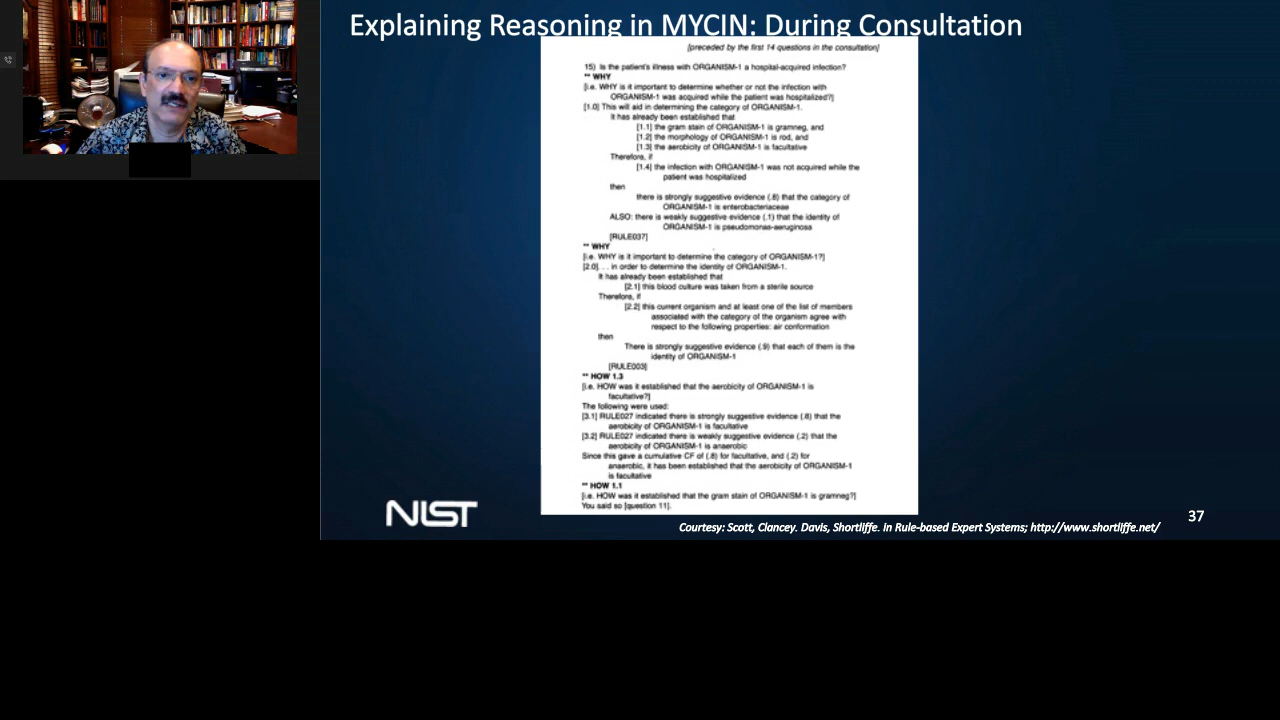 Explaining Reasoning in MYCIN: During Consultation
[preceded by the first 14 questions in the consultation]
15) Is the patient's illness with ORGANISM-1 a hospital-acquired infection?
** WHY
[i.e. WHY is it important to determine whether or not the infection with
ORGANISM-1 was acquired while the patient was hospitalized?]
[1.0] This will aid in determining the category of ORGANISM-1.
It has already been established that
[1.1] the gram stain of ORGANISM-1 is gramneg, and
[1.2] the morphology of ORGANISM-1 is rod, and
[1.3] the aerobicity of ORGANISM-1 is facultative
Therefore, if
[1.4] the infection with ORGANISM-1 was not acquired while the
patient was hospitalized
then
there is strongly suggestive evidence (.8) that the category of
ORGANISM-1 is enterobacteriaceae
ALSO: there is weakly suggestive evidence (.1) that the identity of
ORGANISM-1 is pseudomonas-aeruginosa
[RULE037]
** WHY
[i.e. WHY is it important to determine the category of ORGANISM-1?]
[2.0] . . . in order to determine the identity of ORGANISM-1.
It has already been established that
[2.1] this blood culture was taken from a sterile source
Therefore, if
[2.2] this current organism and at least one of the list of members
associated with the category of the organism agree with
respect to the following properties: air conformation
then
There is strongly suggestive evidence (.9) that each of them is the
identity of ORGANISM-1
[RULE003]
** HOW 1.3
[i.e. HOW was it established that the aerobicity of ORGANISM-1 is
facultative?]
The following were used:
[3.1] RULE027 indicated there is strongly suggestive evidence (.8) that the
aerobicity of ORGANISM-1 is facultative
[3.2] RULE027 indicated there is weakly suggestive evidence (.2) that the
aerobicity of ORGANISM-1 is anaerobic
Since this gave a cumulative CF of (.8) for facultative, and (.2) for
anaerobic, it has been established that the aerobicity of ORGANISM-1
is facultative
** HOW 1.1
[i.e. HOW was it established that the gram stain of ORGANISM-1 is gramneg?]
You said so [question 11].
NIST
37
Courtesy: Scott, Clancey. Davis, Shortliffe. In Rule-based Expert Systems; http://www.shortliffe.net/